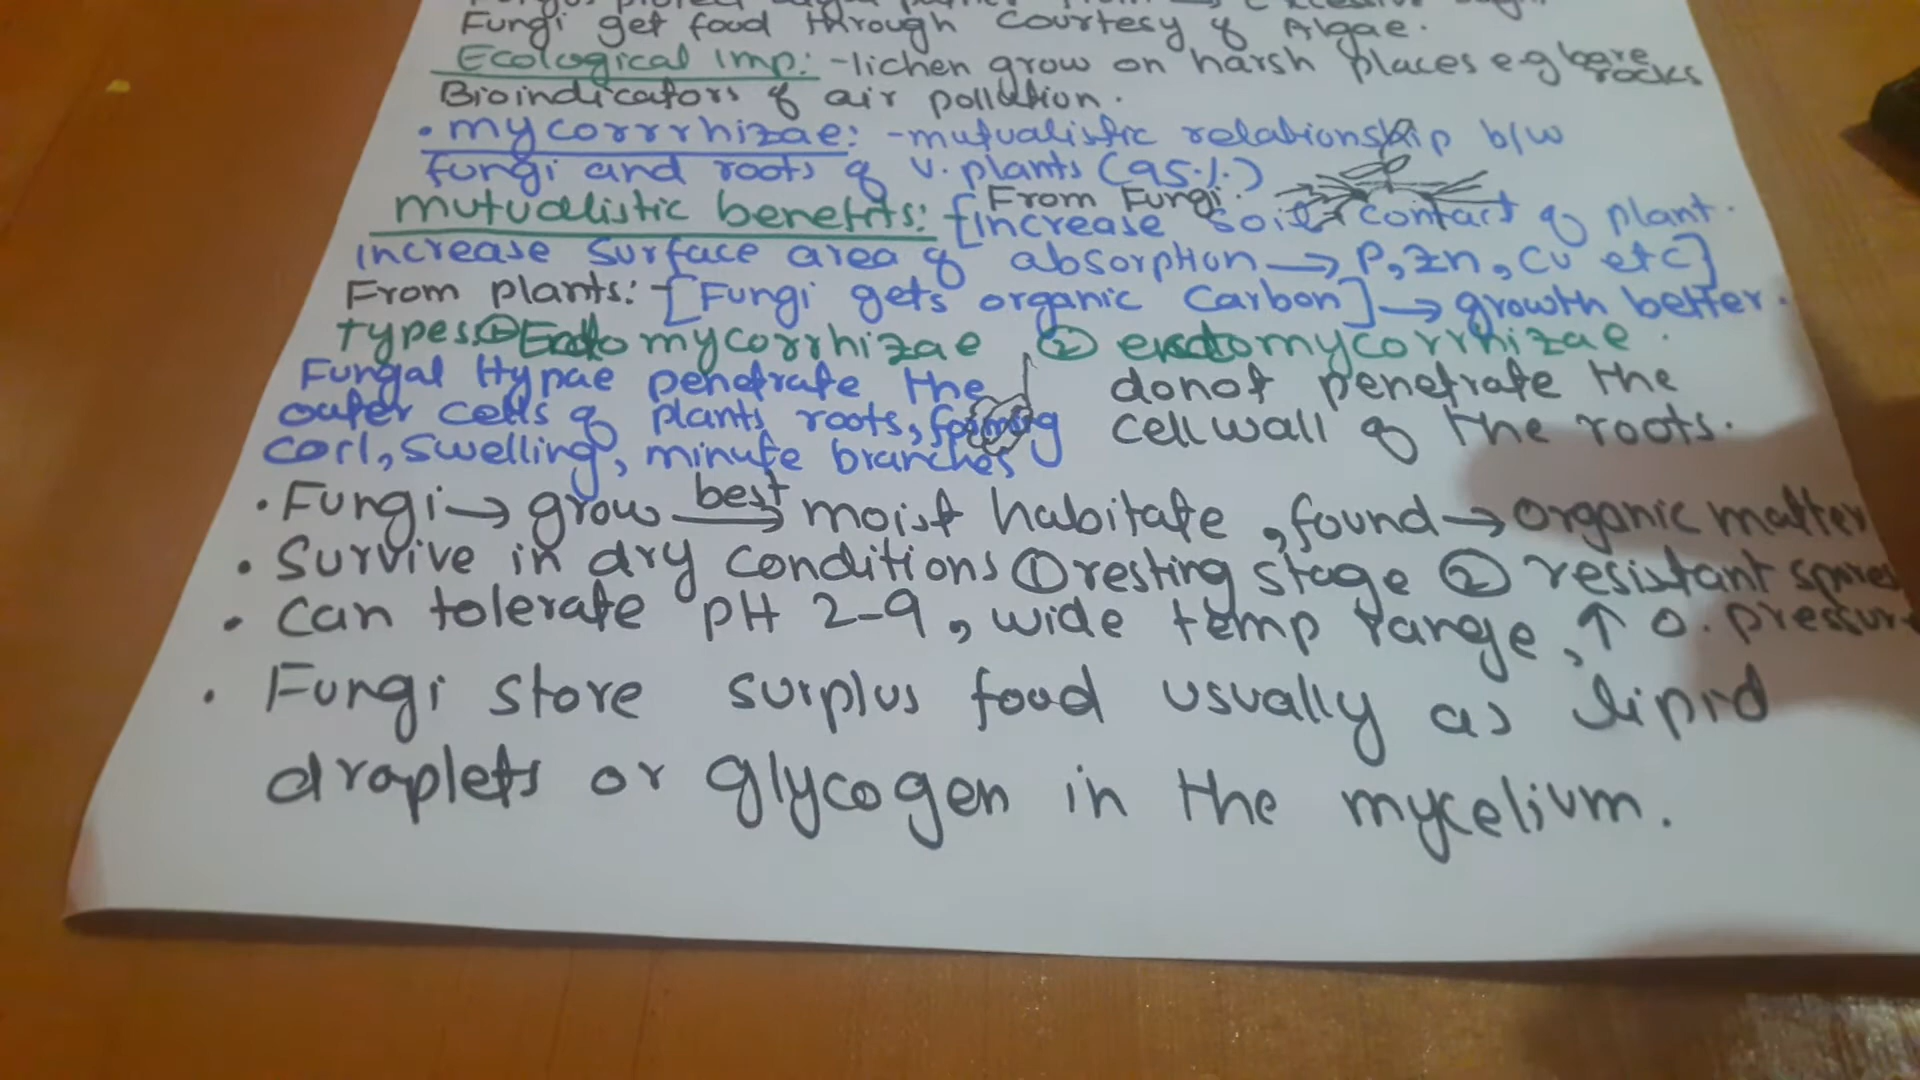 Fungi get food through courtesy of Algae.
Ecological Imp: -lichen grow on harsh places e.g bare rocks
Bioindicators of air pollution.
• mycorrrhizae: -mutualistic relationship b/w
fungi and roots of v. plants (95%)
mutualistic benefits: [From Fungi: increase soil contact of plant.
increase surface area of absorption → P, Zn, Cu etc]
From plants: -[Fungi gets organic Carbon] → growth better.
types: ① Endomycorrhizae ② ectomycorrhizae.
Fungal Hypae penetrate the donot penetrate the
outer cells of plants roots, forming cell wall of the roots.
corl, swelling, minute branches
• Fungi → grow best → moist habitate, found → organic matter
• Survive in dry conditions ① resting stage ② resistant spores
• can tolerate pH 2-9, wide temp range, ↑ o. pressure
• Fungi store surplus food usually as lipid
droplets or glycogen in the mycelium.